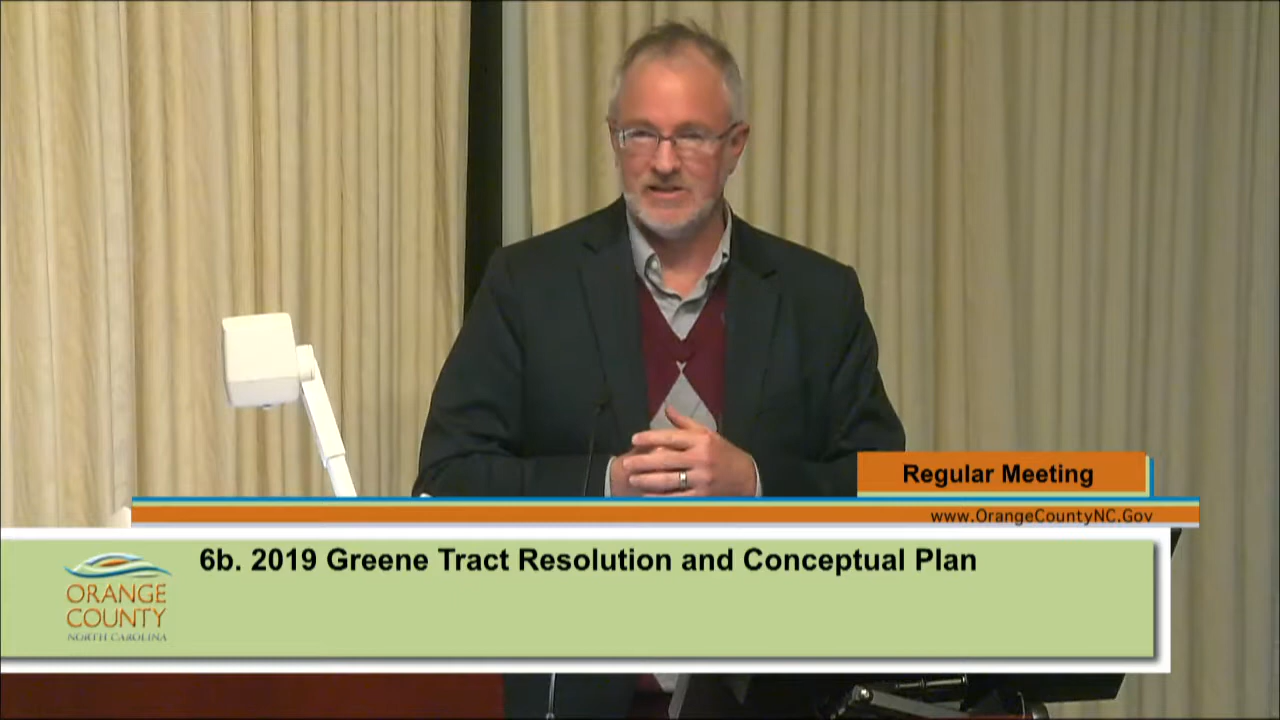 Regular Meeting
www.OrangeCountyNC.Gov
6b. 2019 Greene Tract Resolution and Conceptual Plan
ORANGE
COUNTY
NORTH CAROLINA